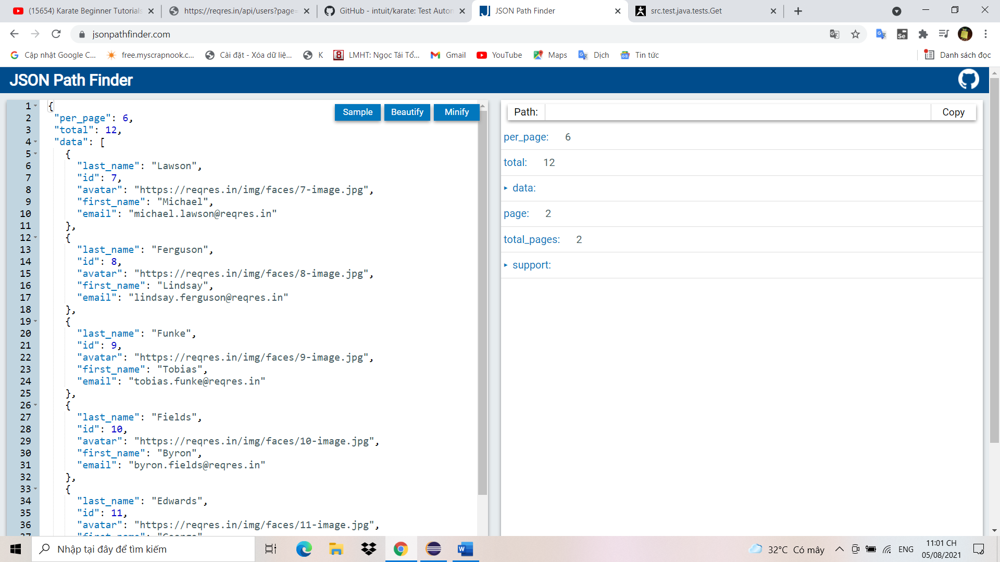 (15654) Karate Beginner Tutorials
https://reqres.in/api/users?page=
GitHub - intuit/karate: Test Auton
JSON Path Finder
src.test.java.tests.Get
jsonpathfinder.com
Cập nhật Google C...
free.myscrapnook.c...
Cài đặt - Xóa dữ liệ...
K
LMHT: Ngọc Tái Tổ...
Gmail
YouTube
Maps
Dịch
Tin tức
Danh sách đọc
JSON Path Finder
Sample Beautify Minify
1 {
2 "per_page": 6,
3 "total": 12,
4 "data": [
5 {
6 "last_name": "Lawson",
7 "id": 7,
8 "avatar": "https://reqres.in/img/faces/7-image.jpg",
9 "first_name": "Michael",
10 "email": "michael.lawson@reqres.in"
11 },
12 {
13 "last_name": "Ferguson",
14 "id": 8,
15 "avatar": "https://reqres.in/img/faces/8-image.jpg",
16 "first_name": "Lindsay",
17 "email": "lindsay.ferguson@reqres.in"
18 },
19 {
20 "last_name": "Funke",
21 "id": 9,
22 "avatar": "https://reqres.in/img/faces/9-image.jpg",
23 "first_name": "Tobias",
24 "email": "tobias.funke@reqres.in"
25 },
26 {
27 "last_name": "Fields",
28 "id": 10,
29 "avatar": "https://reqres.in/img/faces/10-image.jpg",
30 "first_name": "Byron",
31 "email": "byron.fields@reqres.in"
32 },
33 {
34 "last_name": "Edwards",
35 "id": 11,
36 "avatar": "https://reqres.in/img/faces/11-image.jpg",
Path: Copy
per_page: 6
total: 12
data:
page: 2
total_pages: 2
support:
Nhập tại đây để tìm kiếm
32°C Có mây
ENG
11:01 CH
05/08/2021